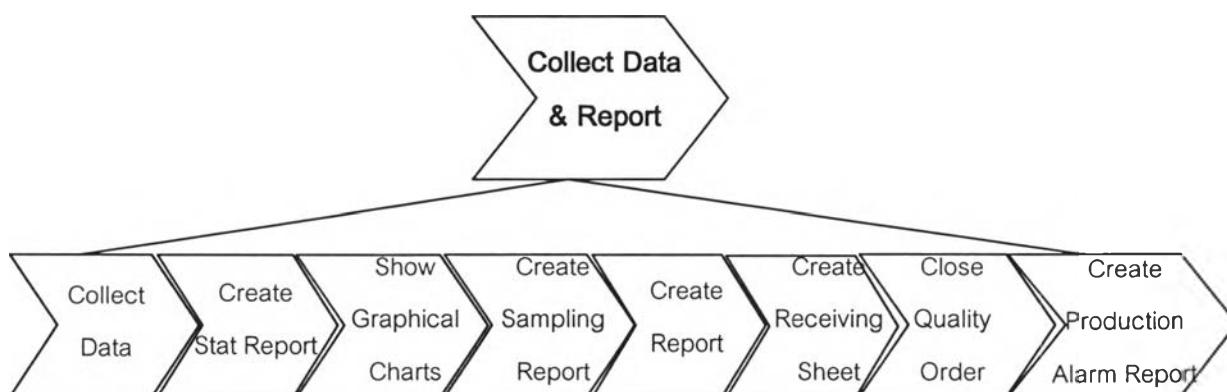 Collect Data
& Report
Collect
Data
Create
Stat Report
Show
Graphical
Charts
Create
Sampling
Report
Create
Report
Create
Receiving
Sheet
Close
Quality
Order
Create
Production
Alarm Report